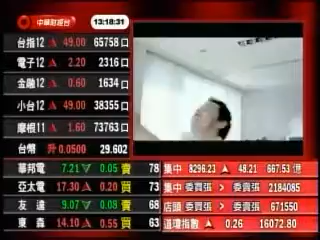 中華財經台 13:18:31
台指12 ▲ 49.00 65758 口
電子12 ▲ 2.20 2316 口
金融12 ▲ 0.60 1634 口
小台12 ▲ 49.00 38355 口
摩根11 ▲ 1.60 73763 口
台幣 升 0.0500 29.602
華邦電 7.21 ▽ 0.05 賣 78
亞太電 17.30 △ 0.20 買 73
友達 9.07 ▽ 0.08 賣 68
東森 14.10 △ 0.55 買 63
集中 8296.23 ▲ 48.21 667.53 億
集中 委買張 > 委賣張 2184085
店頭 委賣張 > 委買張 671550
道瓊指數 ▲ 0.26 16072.80